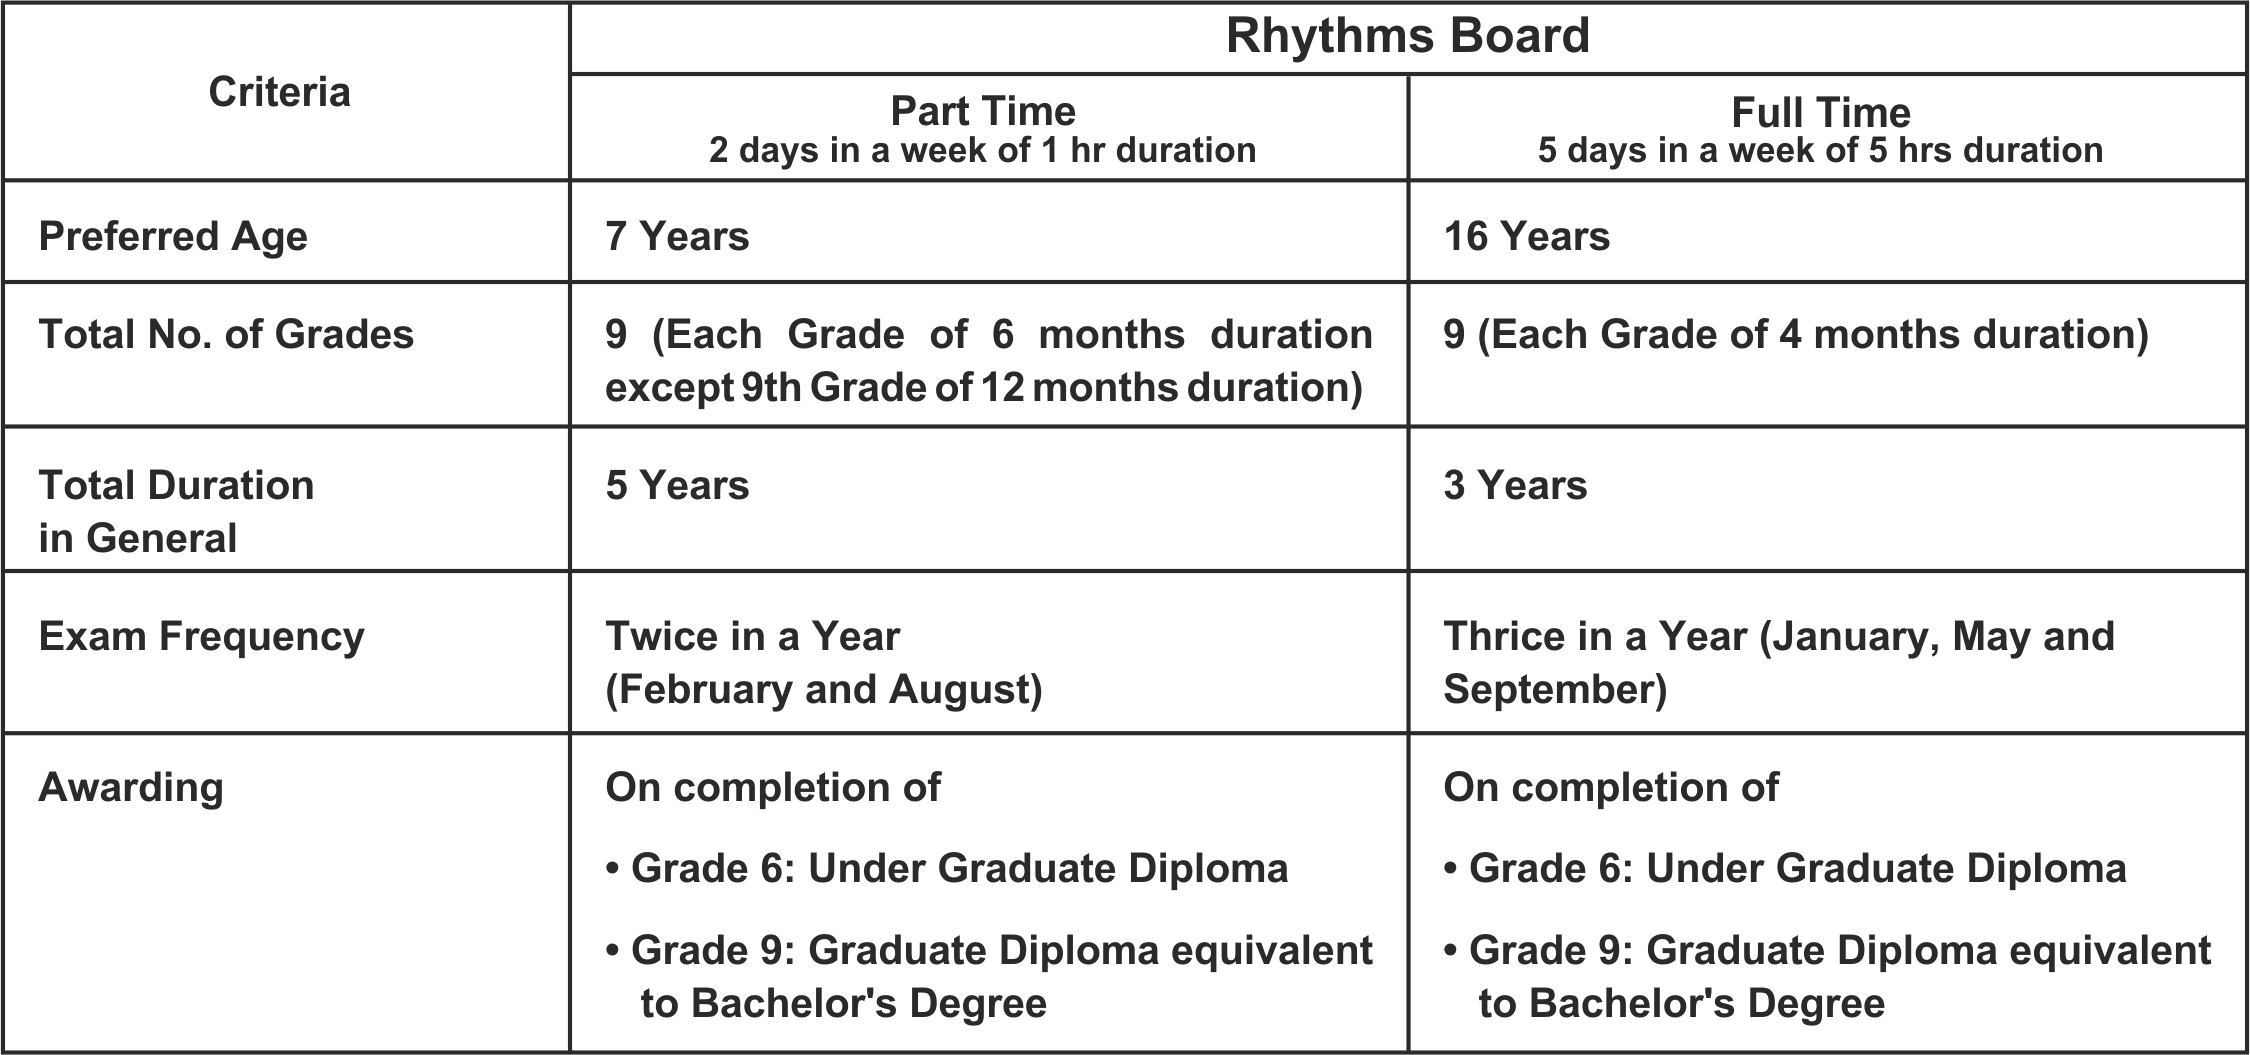 Rhythms Board
Criteria
Part Time
2 days in a week of 1 hr duration
Full Time
5 days in a week of 5 hrs duration
Preferred Age
7 Years
16 Years
Total No. of Grades
9 (Each Grade of 6 months duration
except 9th Grade of 12 months duration)
9 (Each Grade of 4 months duration)
Total Duration
in General
5 Years
3 Years
Exam Frequency
Twice in a Year
(February and August)
Thrice in a Year (January, May and
September)
Awarding
On completion of
• Grade 6: Under Graduate Diploma
• Grade 9: Graduate Diploma equivalent
to Bachelor's Degree
On completion of
• Grade 6: Under Graduate Diploma
• Grade 9: Graduate Diploma equivalent
to Bachelor's Degree